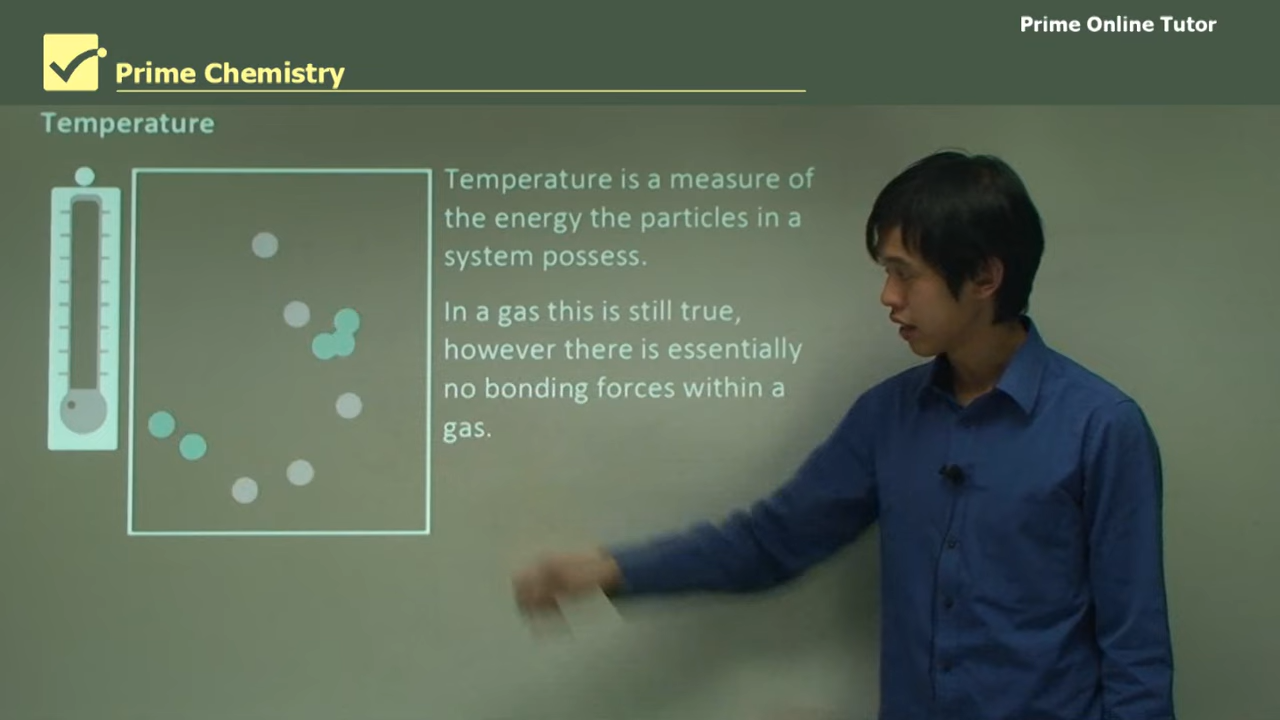 Prime Online Tutor
Prime Chemistry
Temperature
Temperature is a measure of
the energy the particles in a
system possess.
In a gas this is still true,
however there is essentially
no bonding forces within a
gas.